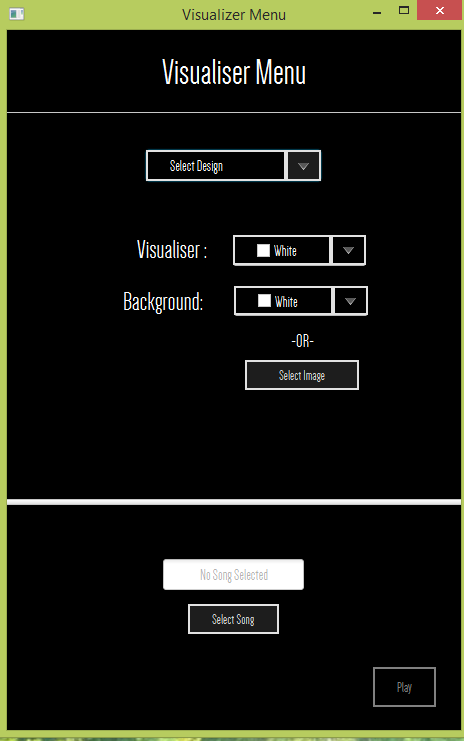 Visualizer Menu
Visualiser Menu
Select Design
Visualiser : White
Background: White
-OR-
Select Image
No Song Selected
Select Song
Play